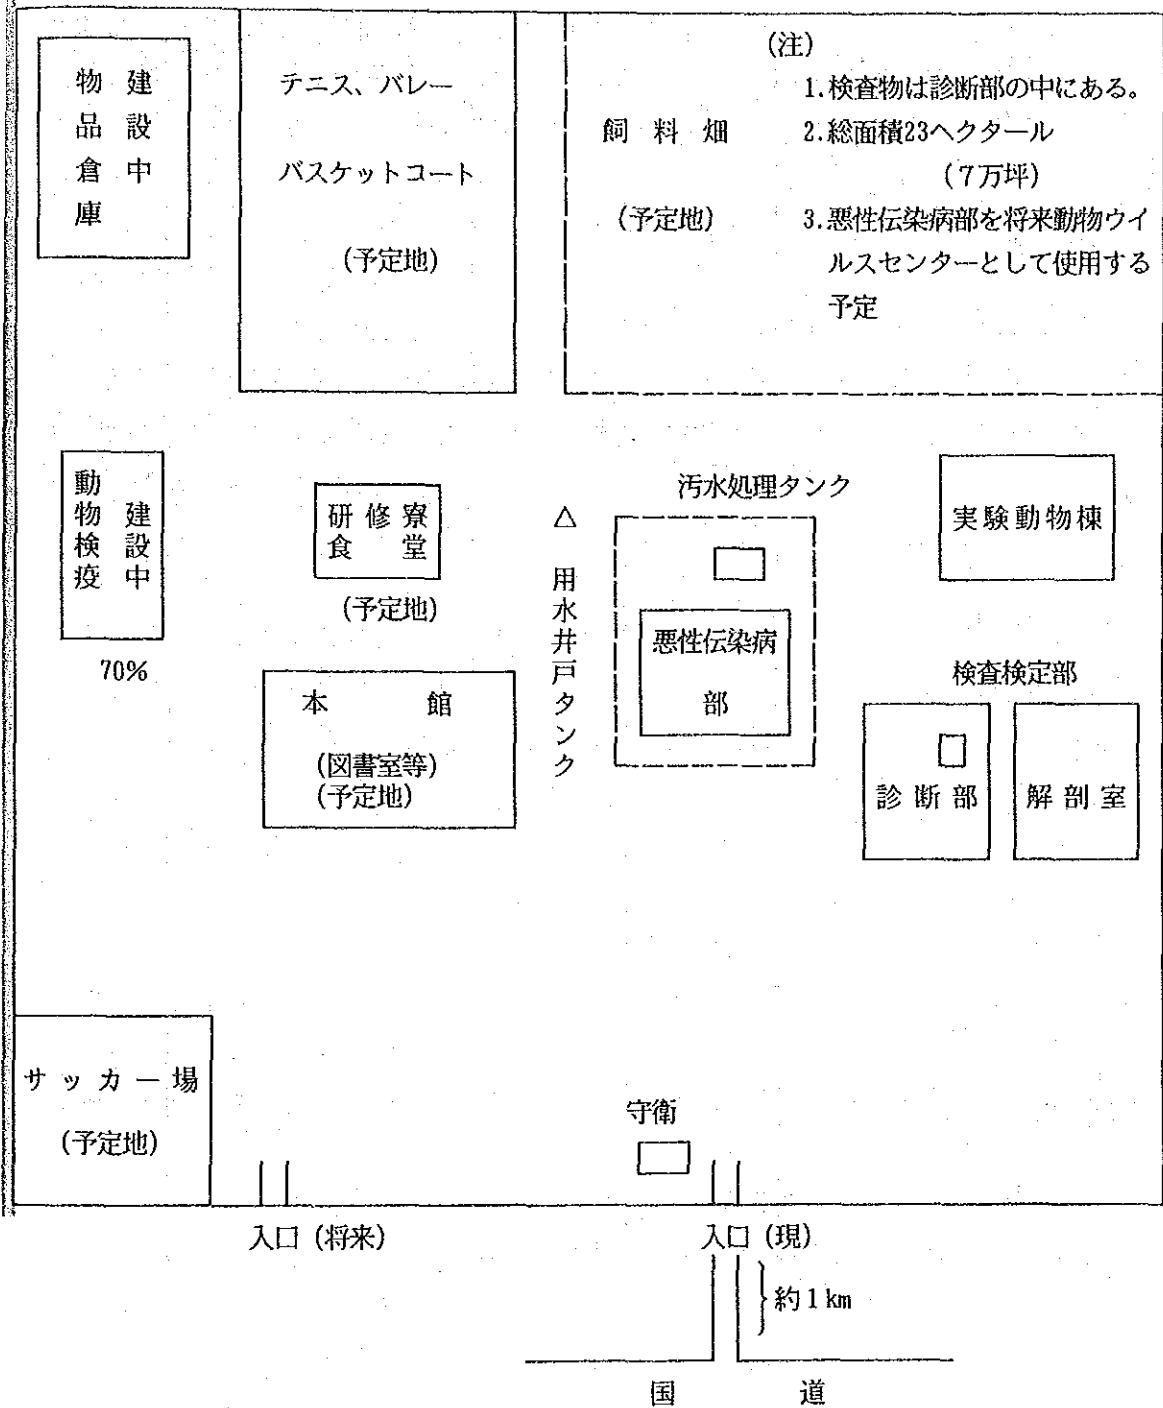 建設中
物品倉庫
テニス、バレー
バスケットコート
(予定地)
飼料畑
(予定地)
(注)
1.検査物は診断部の中にある。
2.総面積23ヘクタール
(7万坪)
3.悪性伝染病部を将来動物ウイ
ルスセンターとして使用する
予定
建設中
動物検疫
70%
研修寮
食堂
(予定地)
本館
(図書室等)
(予定地)
△
用水井戸タンク
汚水処理タンク
悪性伝染病
部
実験動物棟
検査検定部
診断部
解剖室
サッカー場
(予定地)
守衛
入口(将来)
入口(現)
約1km
国道